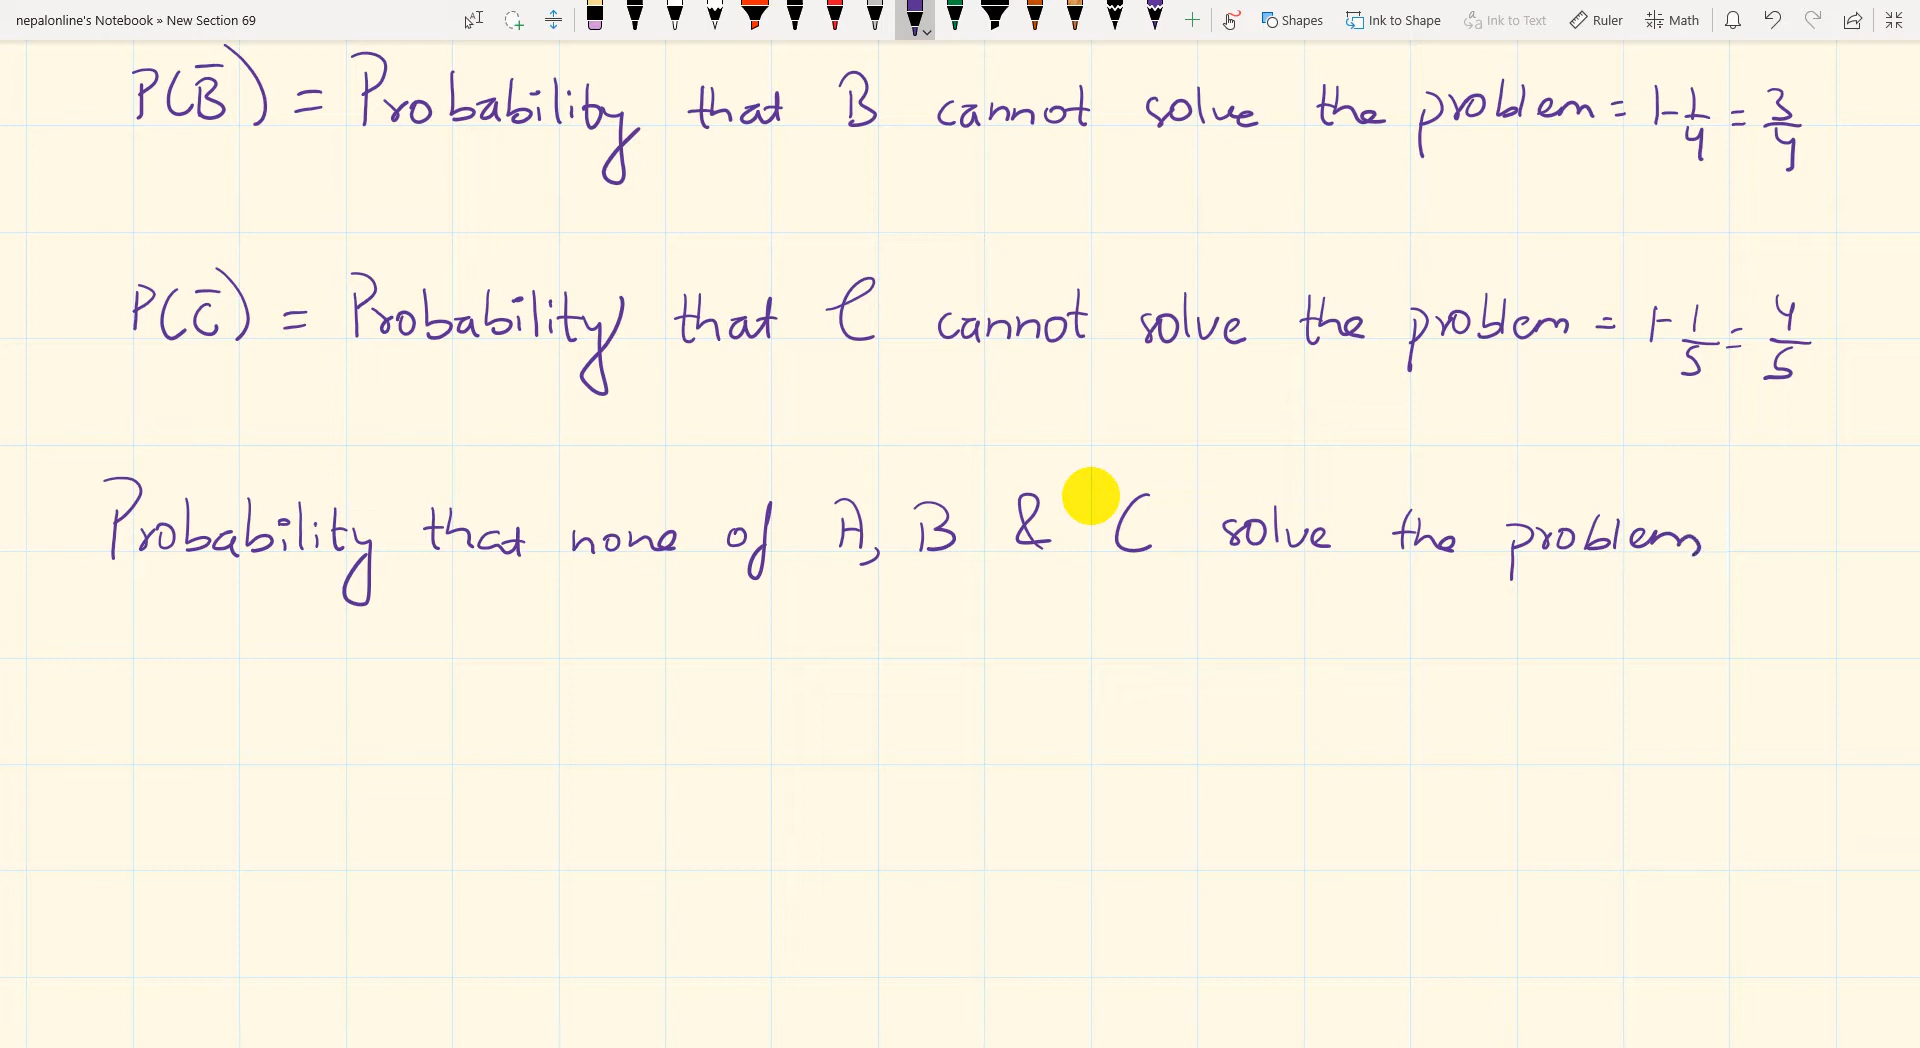 nepalonline's Notebook » New Section 69
Shapes Ink to Shape Ink to Text Ruler Math
P(B̄) = Probability that B cannot solve the problem = 1-1/4 = 3/4
P(C̄) = Probability that C cannot solve the problem = 1-1/5 = 4/5
Probability that none of A, B & C solve the problem